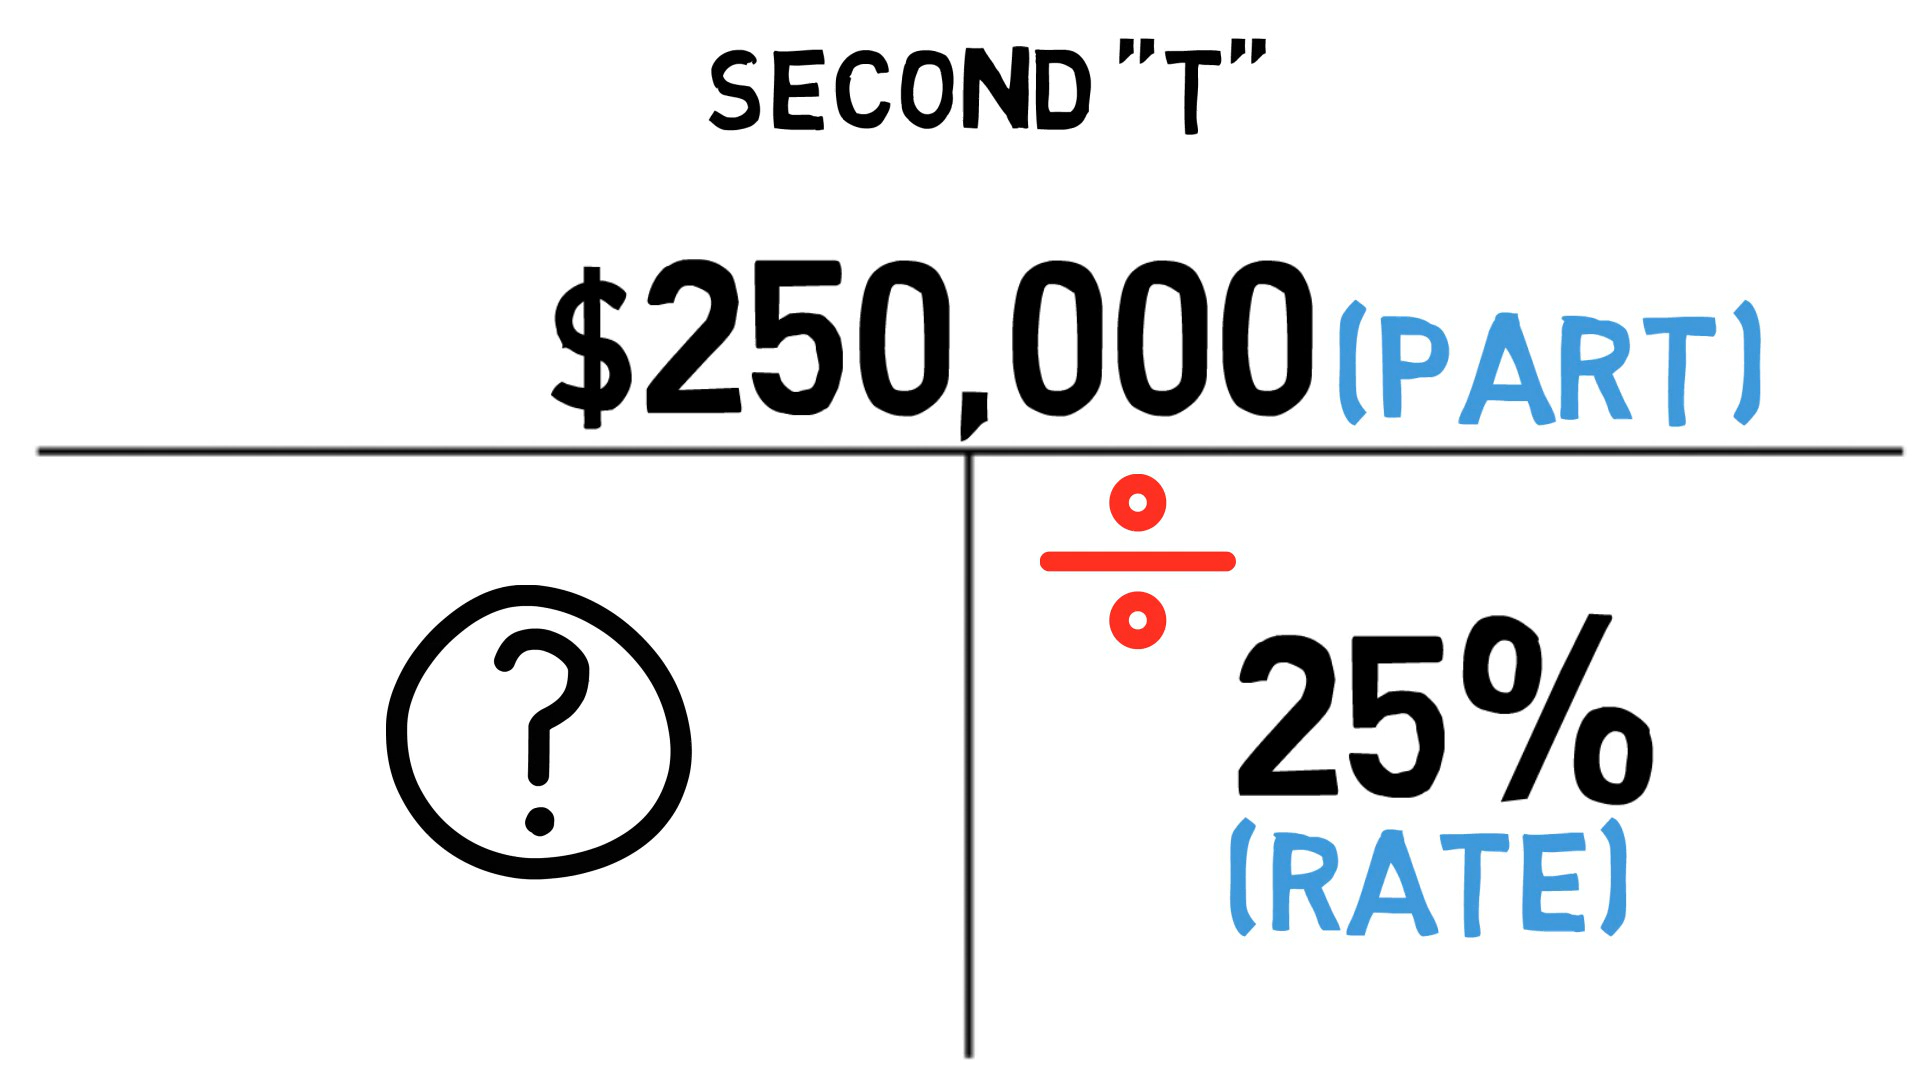 SECOND "T"
$250,000 (PART)
÷
?
25%
(RATE)